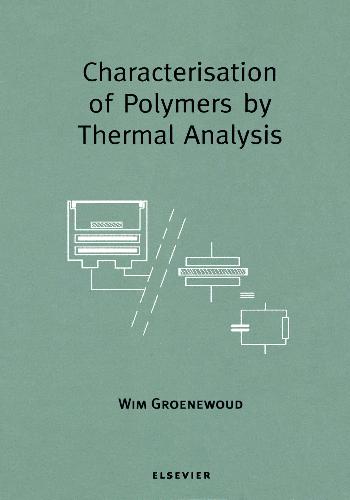 Characterisation
of Polymers by
Thermal Analysis
WIM GROENEWOUD
ELSEVIER